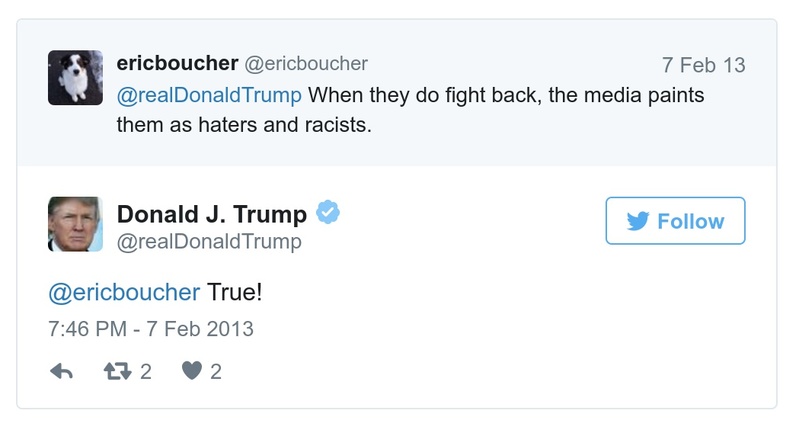 ericboucher @ericboucher 7 Feb 13
@realDonaldTrump When they do fight back, the media paints
them as haters and racists.
Donald J. Trump
@realDonaldTrump
Follow
@ericboucher True!
7:46 PM - 7 Feb 2013
2 2